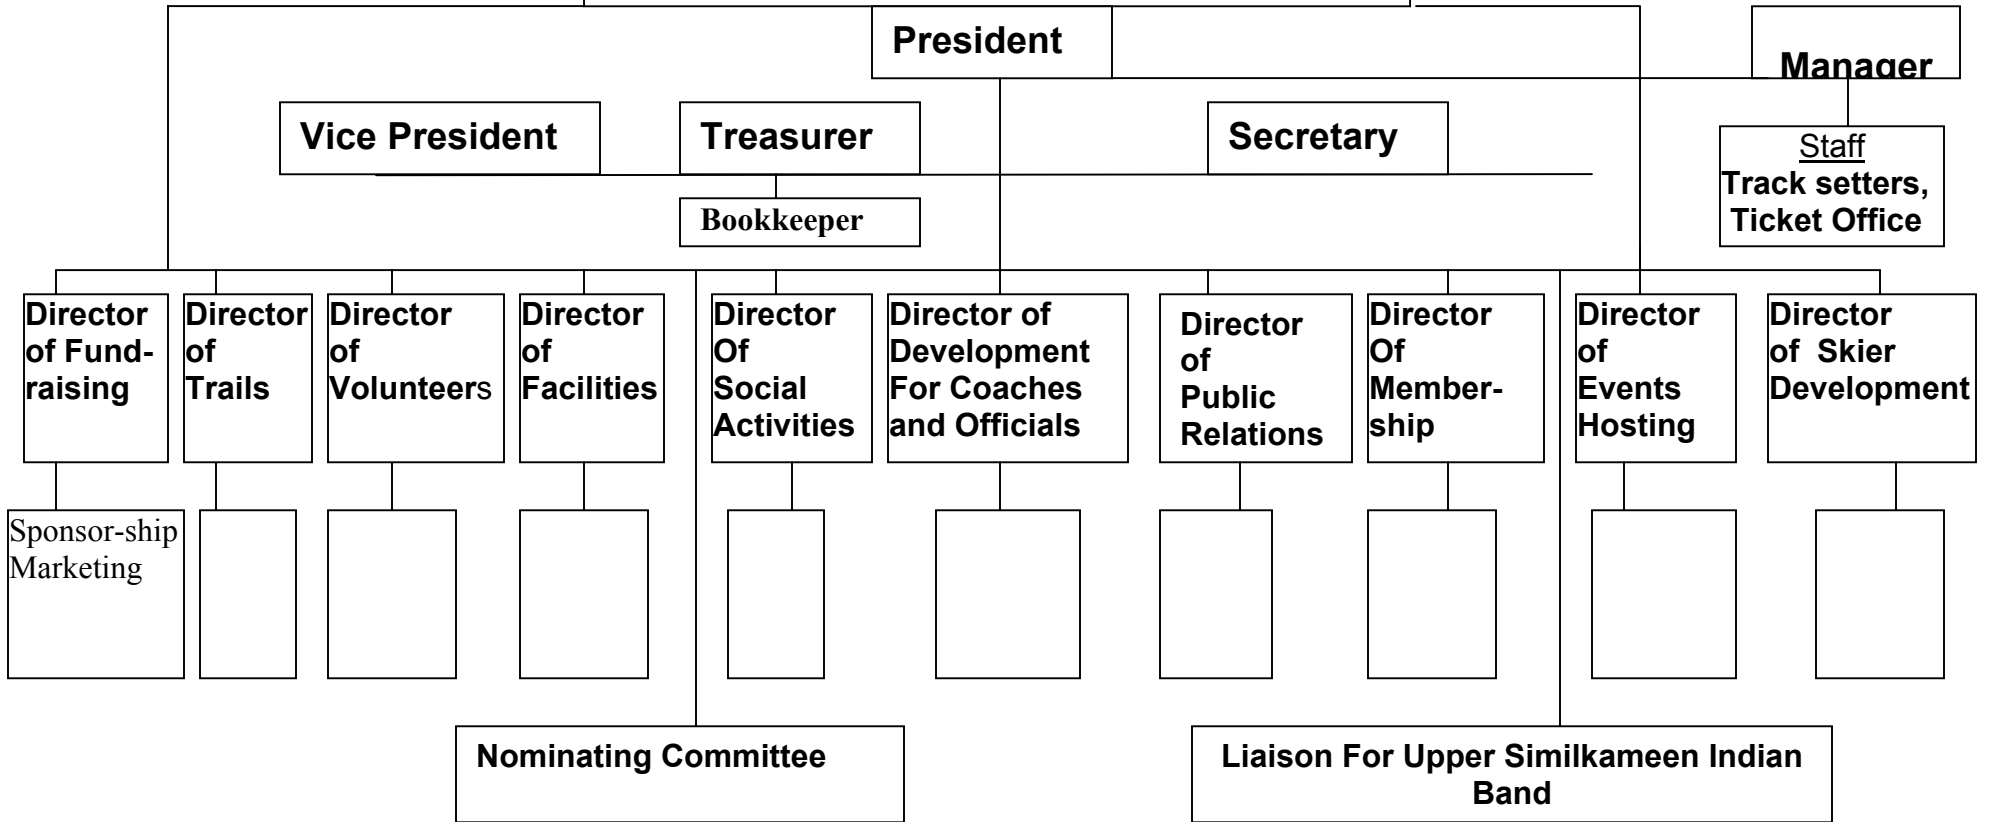 President
Manager
Vice President
Treasurer
Secretary
Staff
Track setters,
Ticket Office
Bookkeeper
Director
of Fund-
raising
Director
of
Trails
Director
of
Volunteers
Director
of
Facilities
Director
Of
Social
Activities
Director of
Development
For Coaches
and Officials
Director
of
Public
Relations
Director
Of
Member-
ship
Director
of
Events
Hosting
Director
of  Skier
Development
Sponsor-ship
Marketing
Nominating Committee
Liaison For Upper Similkameen Indian
Band